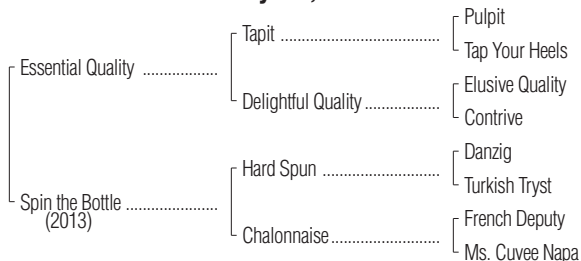 Pulpit
Tapit ........................................
Tap Your Heels
Essential Quality ..................
Elusive Quality
Delightful Quality ..................
Contrive
Danzig
Hard Spun ............................
Turkish Tryst
Spin the Bottle ......................
(2013)
French Deputy
Chalonnaise..........................
Ms. Cuvee Napa